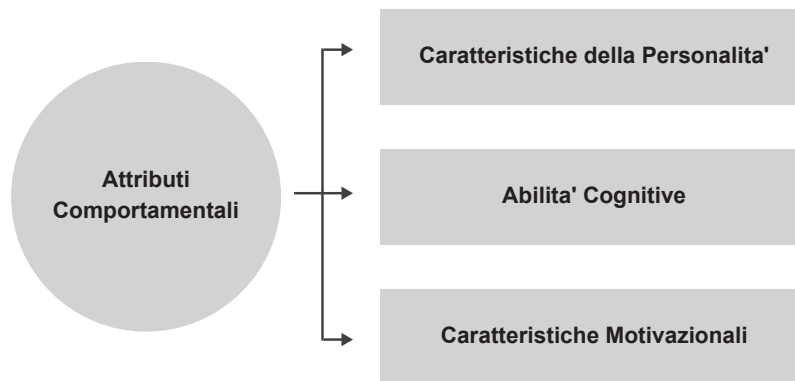 Caratteristiche della Personalita'
Attributi
Comportamentali
Abilita' Cognitive
Caratteristiche Motivazionali